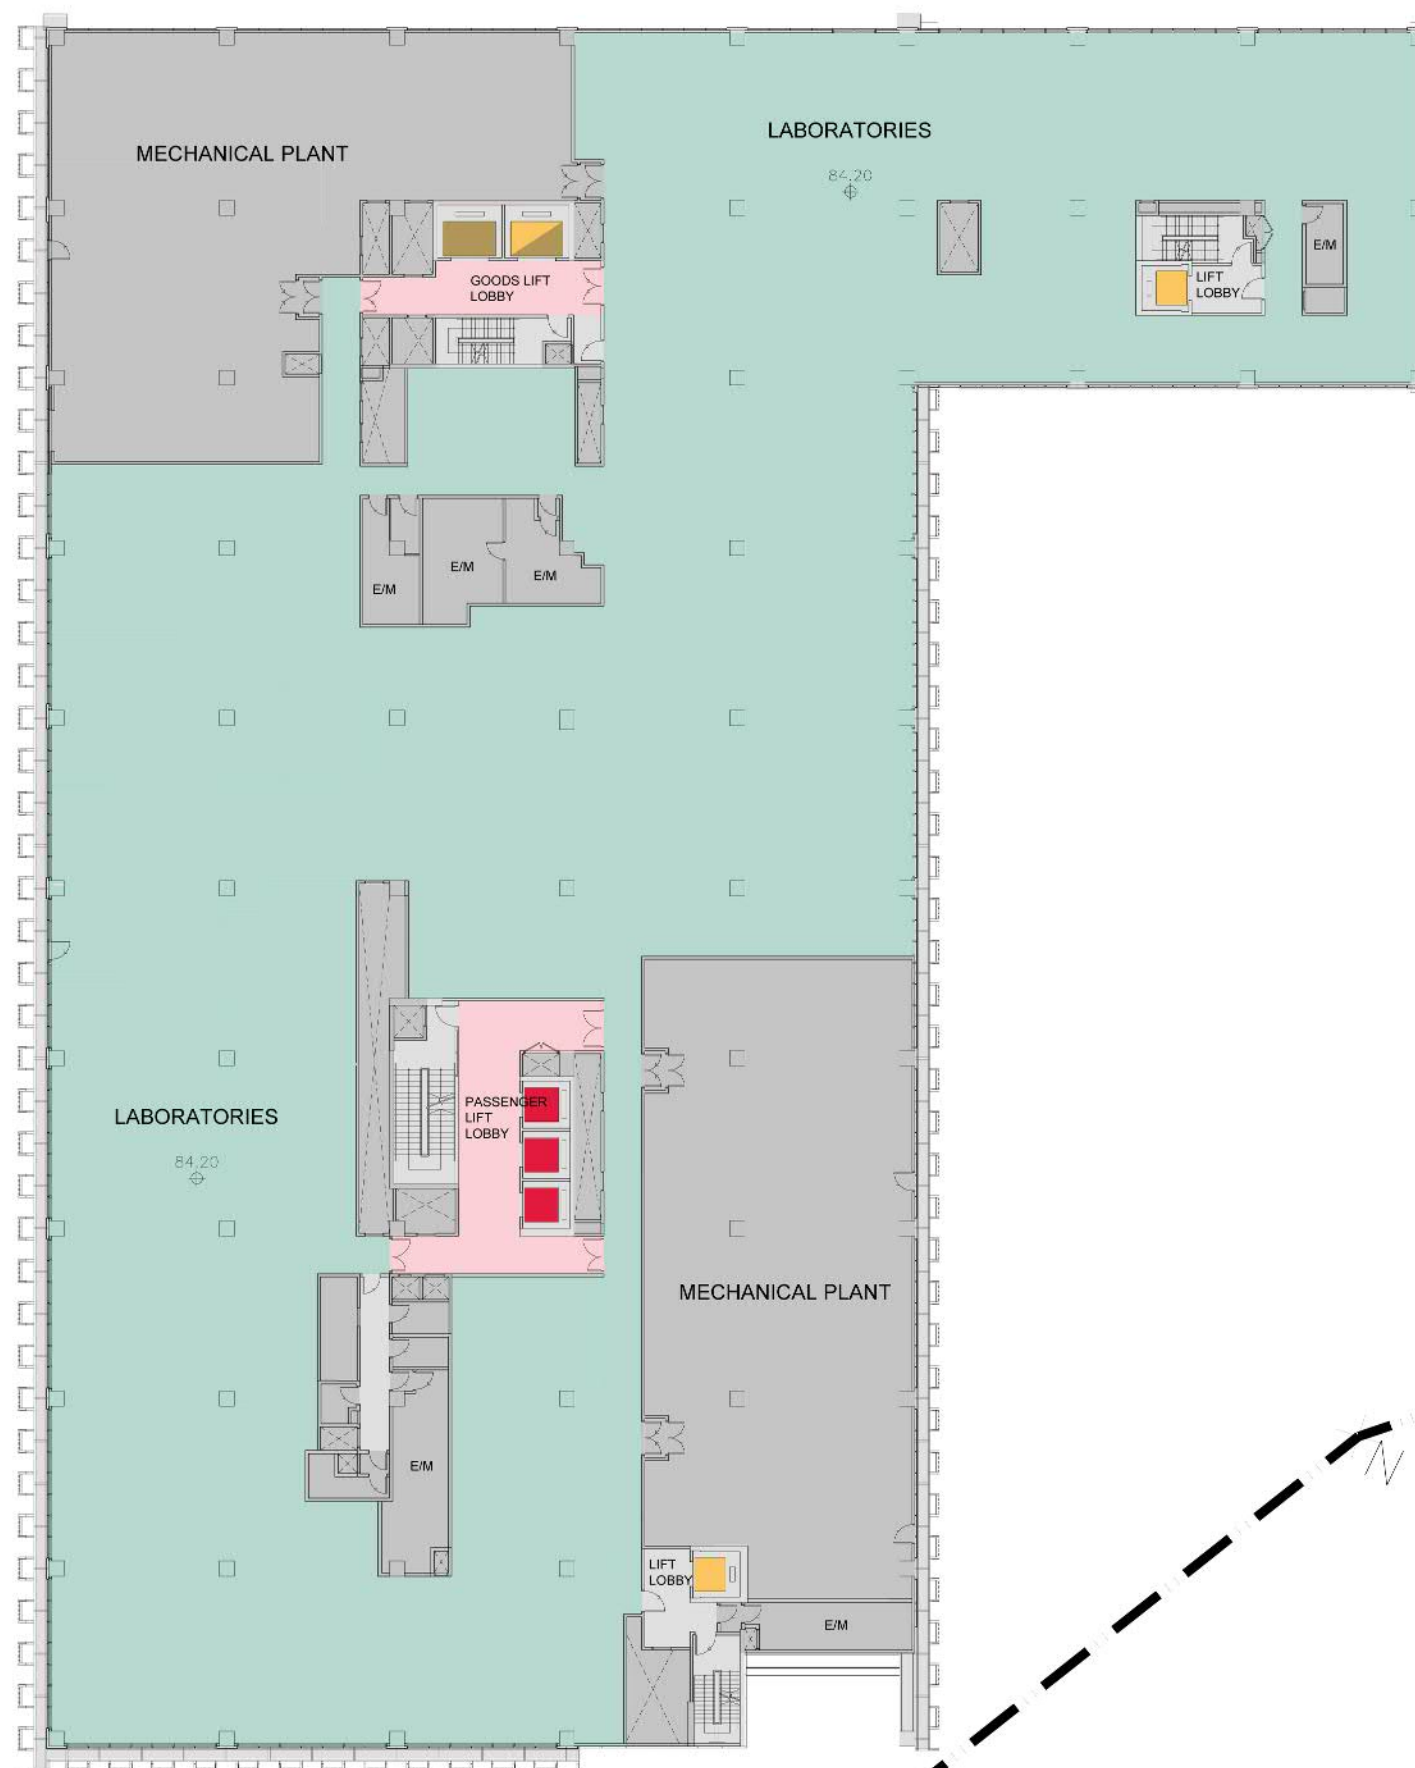 LABORATORIES
84.20
MECHANICAL PLANT
E/M
GOODS LIFT
LOBBY
LIFT
LOBBY
E/M
E/M
E/M
PASSENGER
LIFT
LOBBY
LABORATORIES
84.20
MECHANICAL PLANT
N
E/M
LIFT
LOBBY
E/M